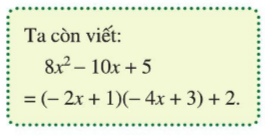 Ta còn viết:
8x² – 10x + 5
= (– 2x + 1)(– 4x + 3) + 2.